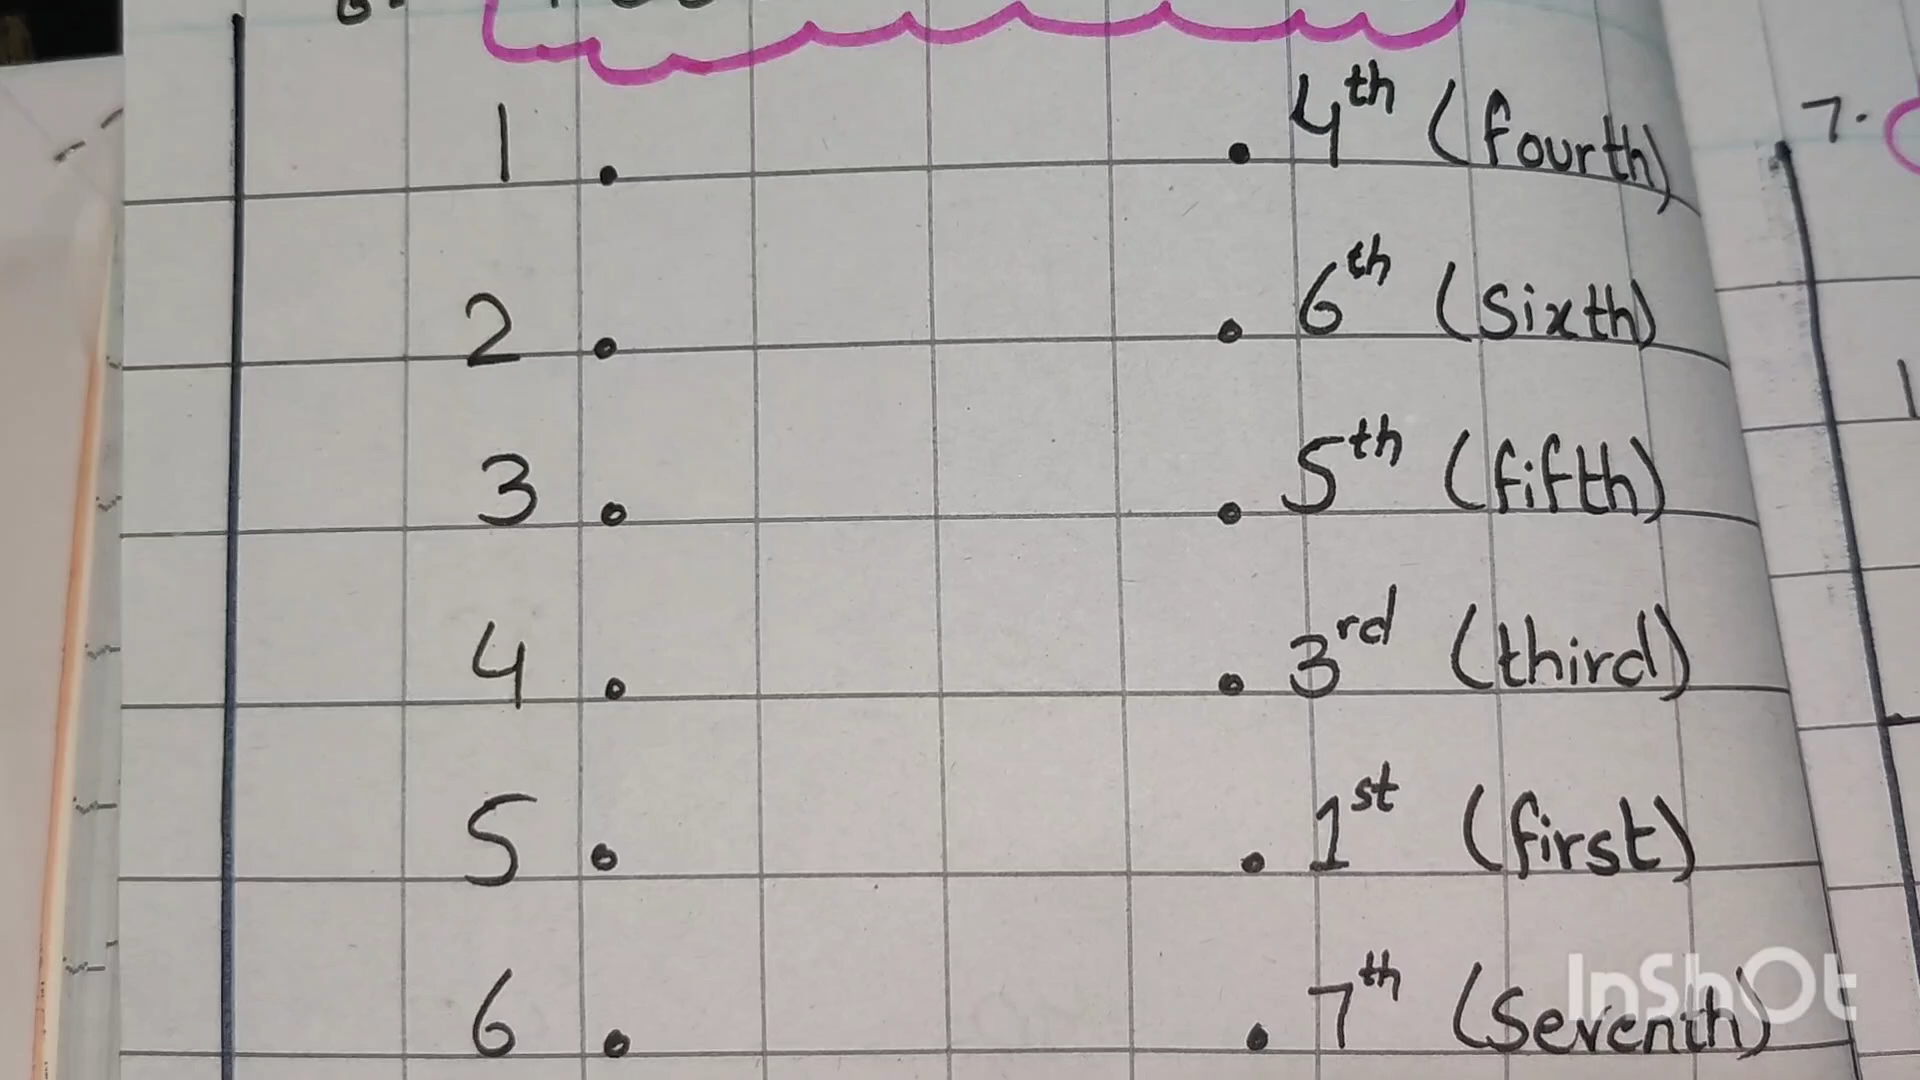 1 . . 4th (fourth)
2 . . 6th (sixth)
3 . . 5th (fifth)
4 . . 3rd (third)
5 . . 1st (first)
6 . . 7th (seventh)
7.
1
InShOt